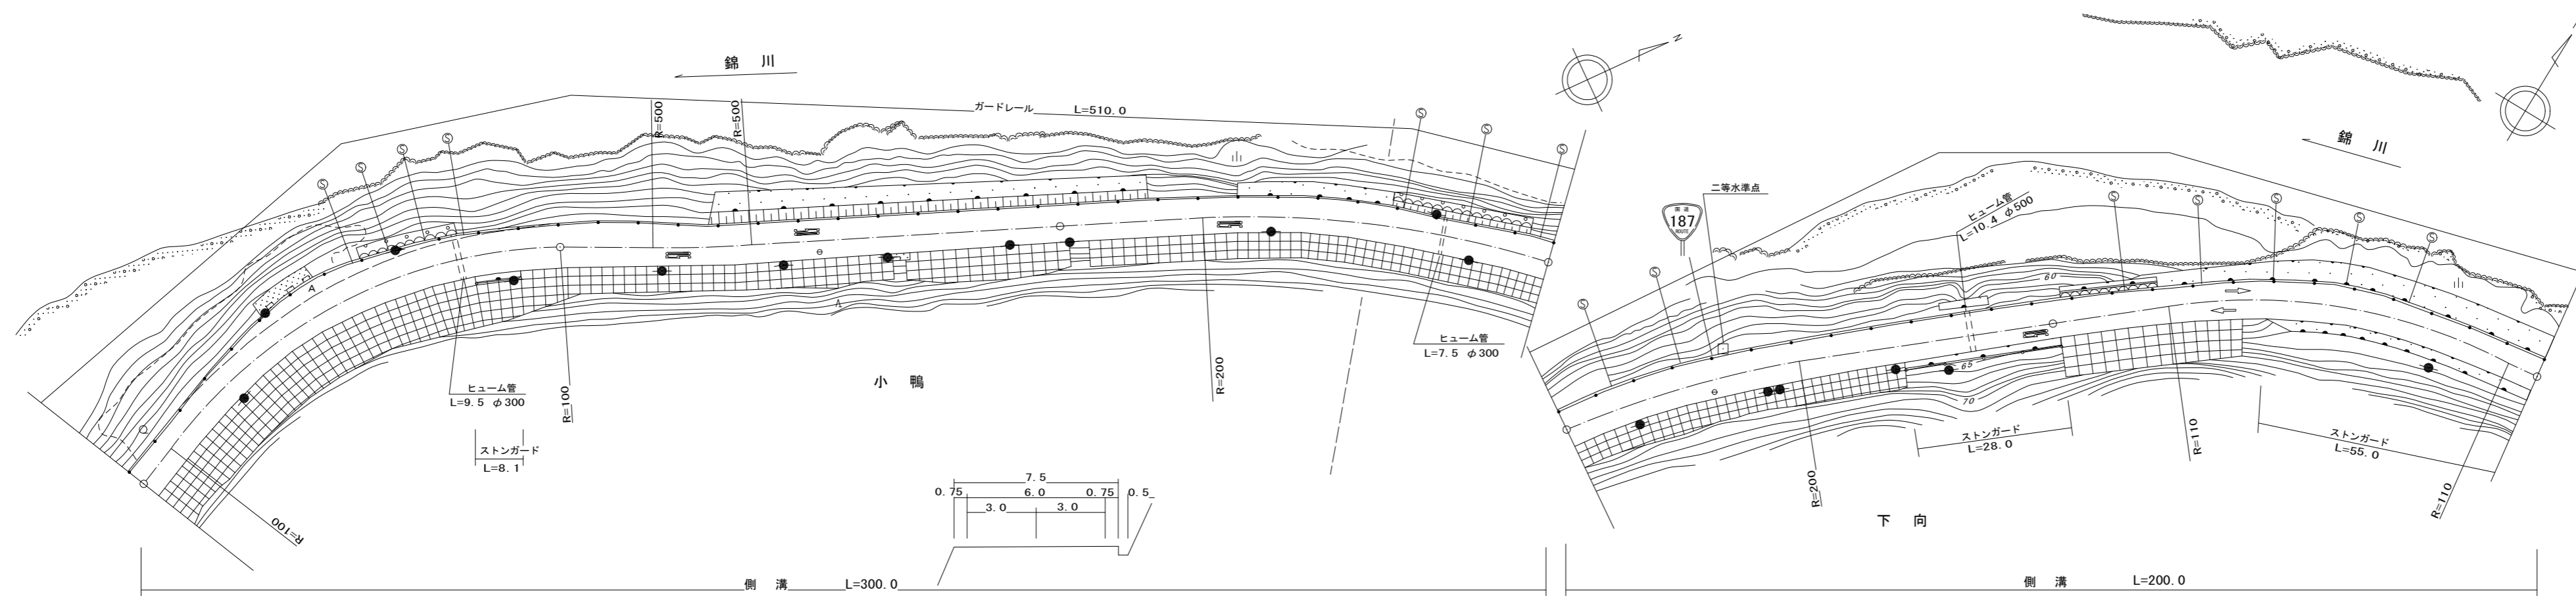 錦 川
ガードレール L=510.0
R=500
R=500
N
Ⓢ
Ⓢ
Ⓢ
Ⓢ
Ⓢ
Ⓢ
Ⓢ
A
ヒューム管
L=9.5 φ300
ストンガード
L=8.1
R=100
R=100
小 鴨
R=200
ヒューム管
L=7.5 φ300
7.5
0.75 6.0 0.75 0.5
3.0 3.0
側 溝 L=300.0
錦 川
二等水準点
国道
187
ROUTE
ヒューム管
L=10.4 φ500
Ⓢ
Ⓢ
Ⓢ
Ⓢ
Ⓢ
Ⓢ
Ⓢ
60
65
70
ストンガード
L=28.0
ストンガード
L=55.0
R=200
R=110
R=110
下 向
側 溝 L=200.0